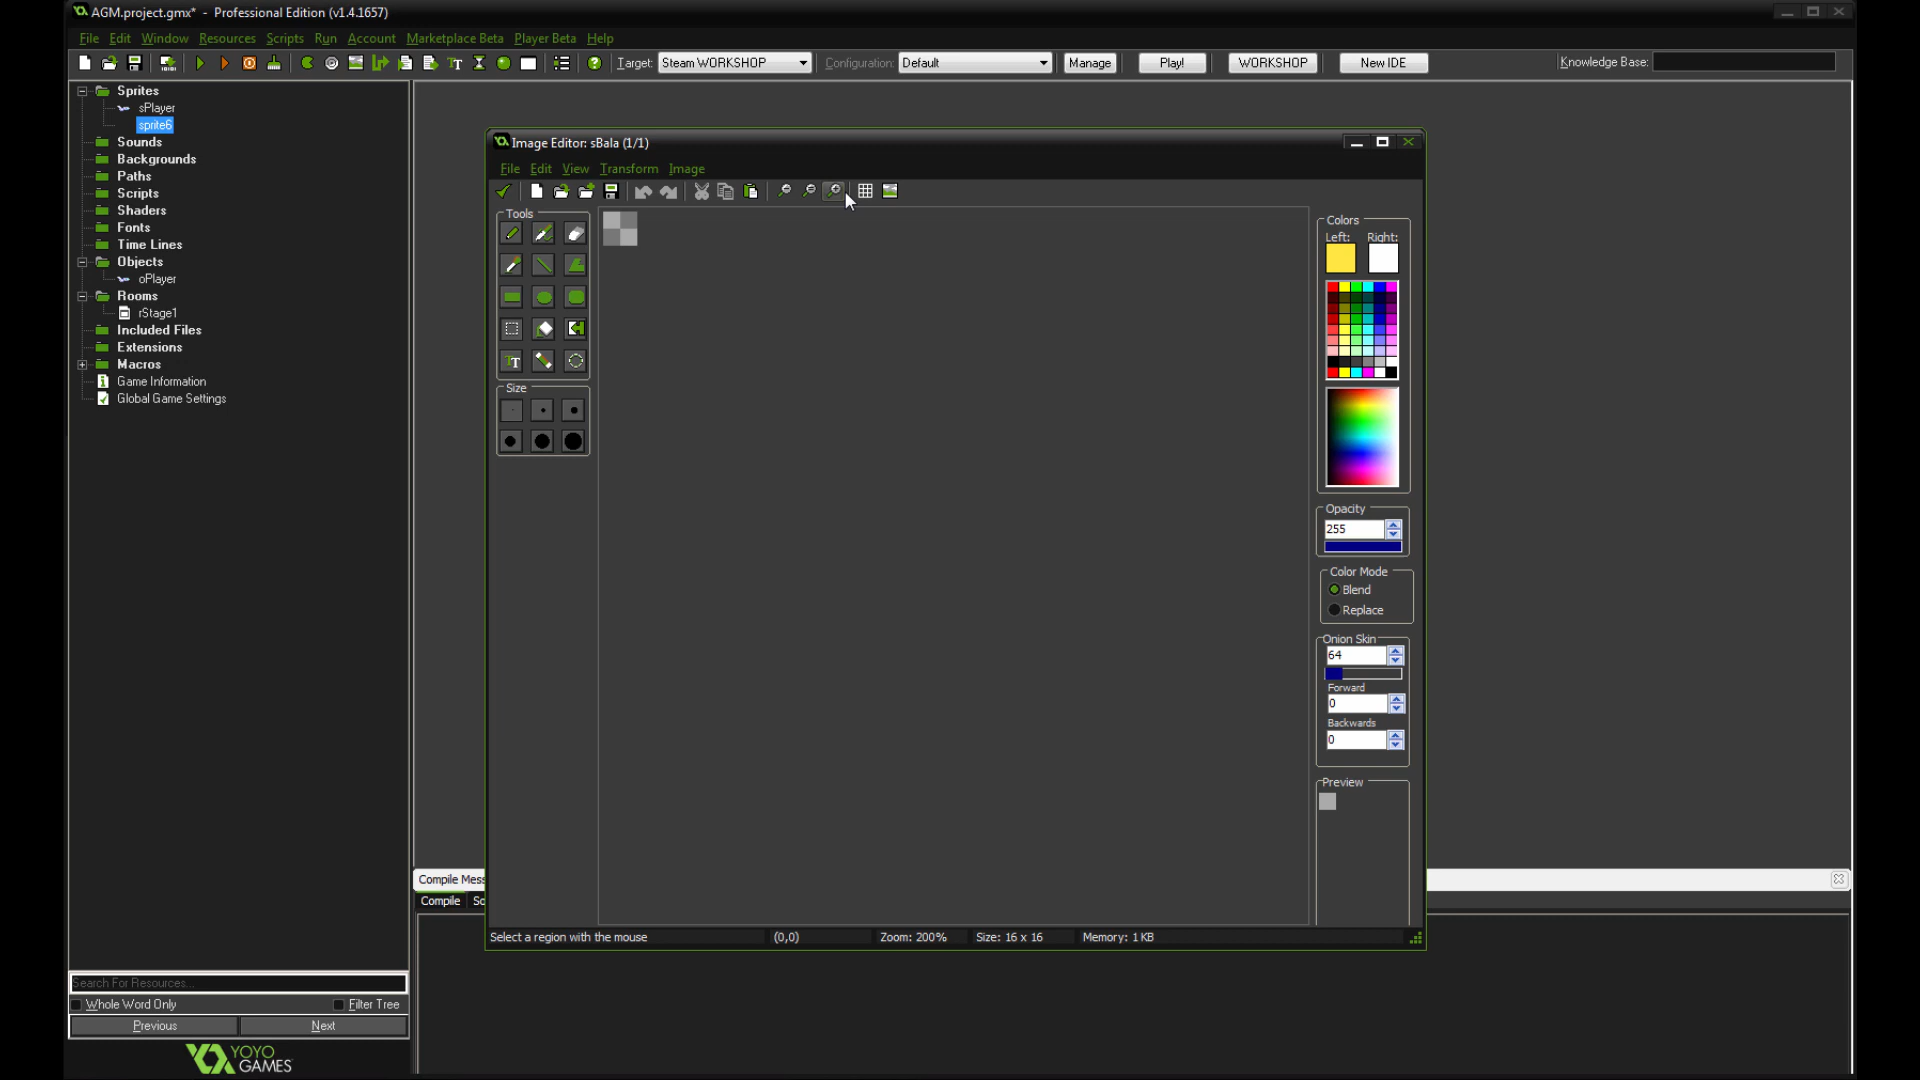 AGM.project.gmx* - Professional Edition (v1.4.1657)
File Edit Window Resources Scripts Run Account Marketplace Beta Player Beta Help
Target: Steam WORKSHOP Configuration: Default Manage Play! WORKSHOP New IDE Knowledge Base:
Sprites
sPlayer
sprite6
Sounds
Backgrounds
Paths
Scripts
Shaders
Fonts
Time Lines
Objects
oPlayer
Rooms
rStage1
Included Files
Extensions
Macros
Game Information
Global Game Settings
Search For Resources...
Whole Word Only Filter Tree
Previous Next
YOYO
GAMES
Image Editor: sBala (1/1)
File Edit View Transform Image
Tools
Size
Colors
Left: Right:
Opacity
255
Color Mode
Blend
Replace
Onion Skin
64
Forward
0
Backwards
0
Preview
Select a region with the mouse (0,0) Zoom: 200% Size: 16 x 16 Memory: 1 KB
Compile Mess
Compile So